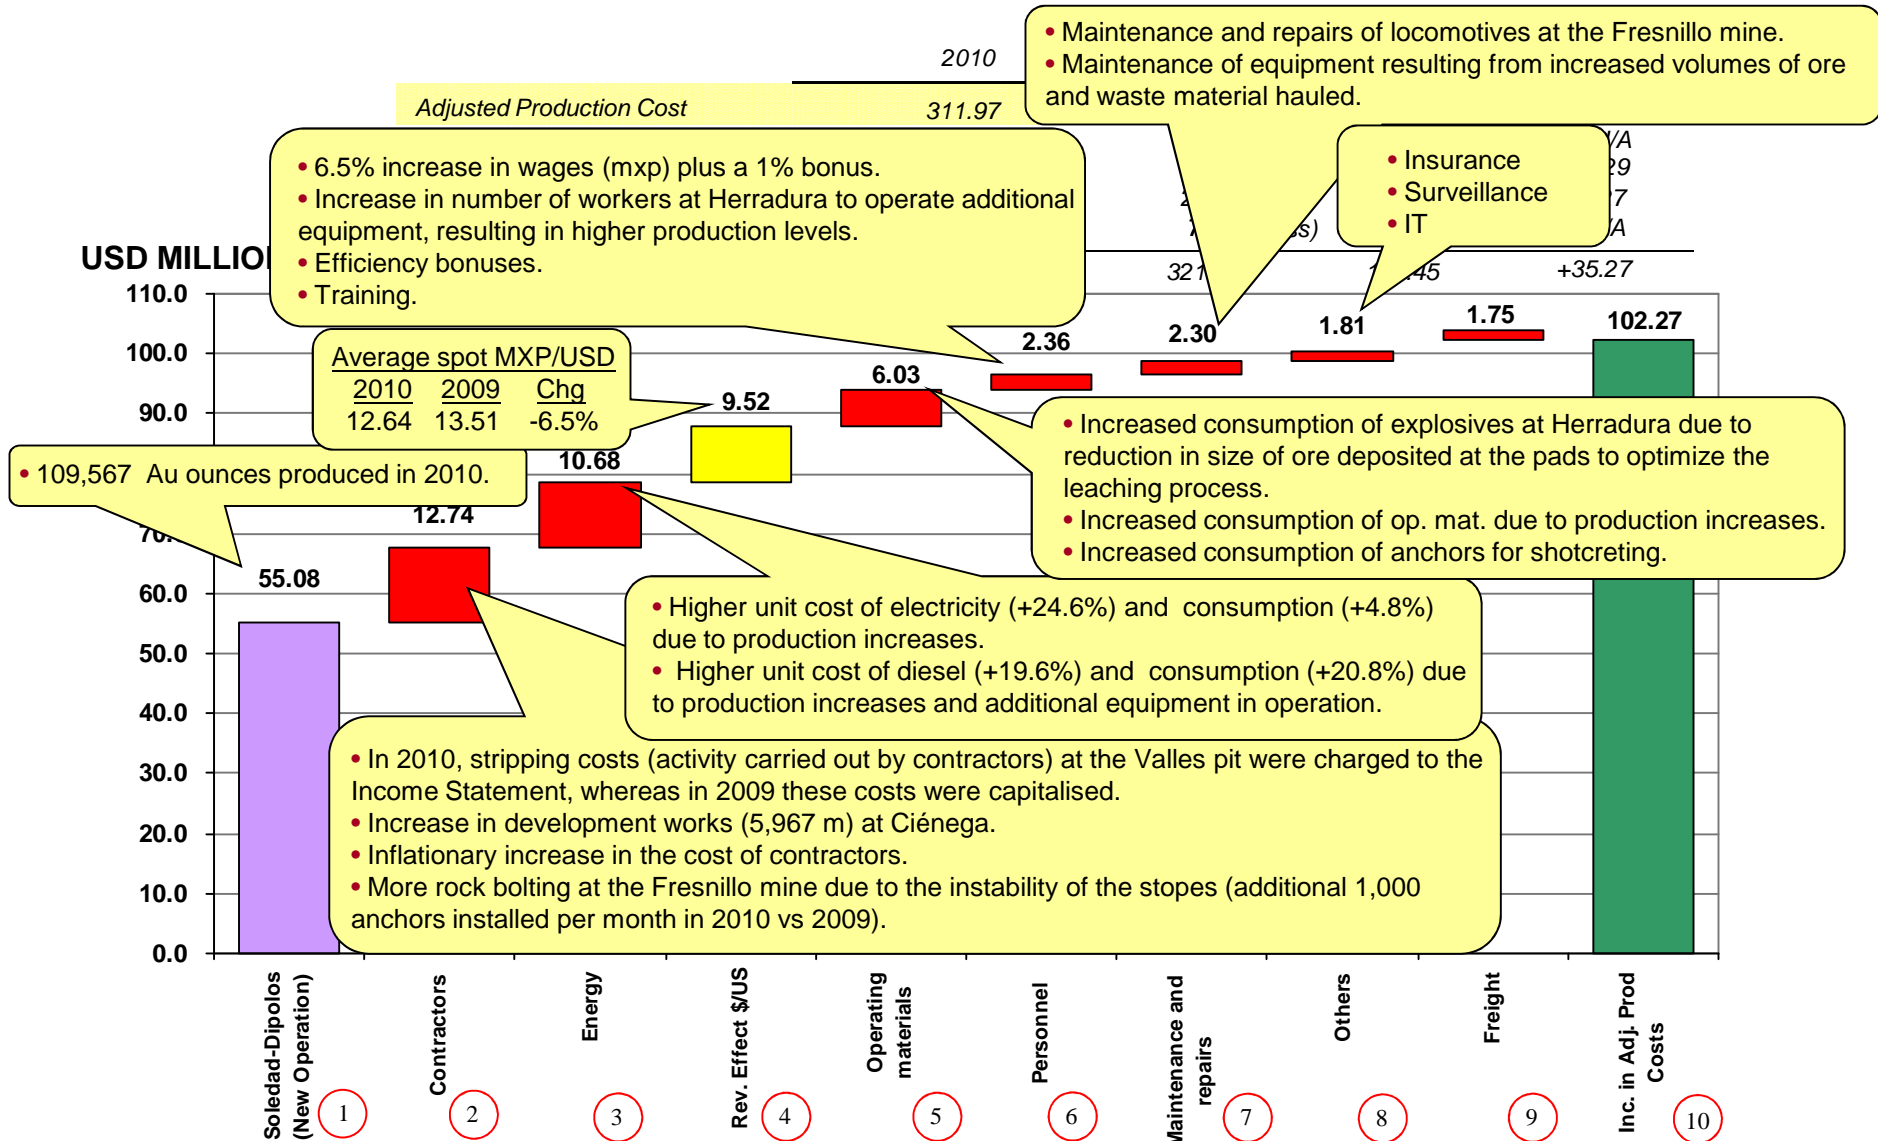 2010
Adjusted Production Cost 311.97
• Maintenance and repairs of locomotives at the Fresnillo mine.
• Maintenance of equipment resulting from increased volumes of ore
and waste material hauled.
• 6.5% increase in wages (mxp) plus a 1% bonus.
• Increase in number of workers at Herradura to operate additional
equipment, resulting in higher production levels.
• Efficiency bonuses.
• Training.
• Insurance
• Surveillance
• IT
321 +35.27
USD
Average spot MXP/USD
2010 2009 Chg
12.64 13.51 -6.5%
• 109,567 Au ounces produced in 2010.
• Increased consumption of explosives at Herradura due to
reduction in size of ore deposited at the pads to optimize the
leaching process.
• Increased consumption of op. mat. due to production increases.
• Increased consumption of anchors for shotcreting.
• Higher unit cost of electricity (+24.6%) and consumption (+4.8%)
due to production increases.
• Higher unit cost of diesel (+19.6%) and consumption (+20.8%) due
to production increases and additional equipment in operation.
• In 2010, stripping costs (activity carried out by contractors) at the Valles pit were charged to the
Income Statement, whereas in 2009 these costs were capitalised.
• Increase in development works (5,967 m) at Ciénega.
• Inflationary increase in the cost of contractors.
• More rock bolting at the Fresnillo mine due to the instability of the stopes (additional 1,000
anchors installed per month in 2010 vs 2009).
110.0
100.0
90.0
60.0
50.0
40.0
30.0
20.0
10.0
0.0
55.08
12.74
10.68
9.52
6.03
2.36
2.30
1.81
1.75
102.27
Soledad-Dipolos
(New Operation)
Contractors
Energy
Rev. Effect $/US
Operating
materials
Personnel
Maintenance and
repairs
Others
Freight
Inc. in Adj. Prod
Costs
1
2
3
4
5
6
7
8
9
10